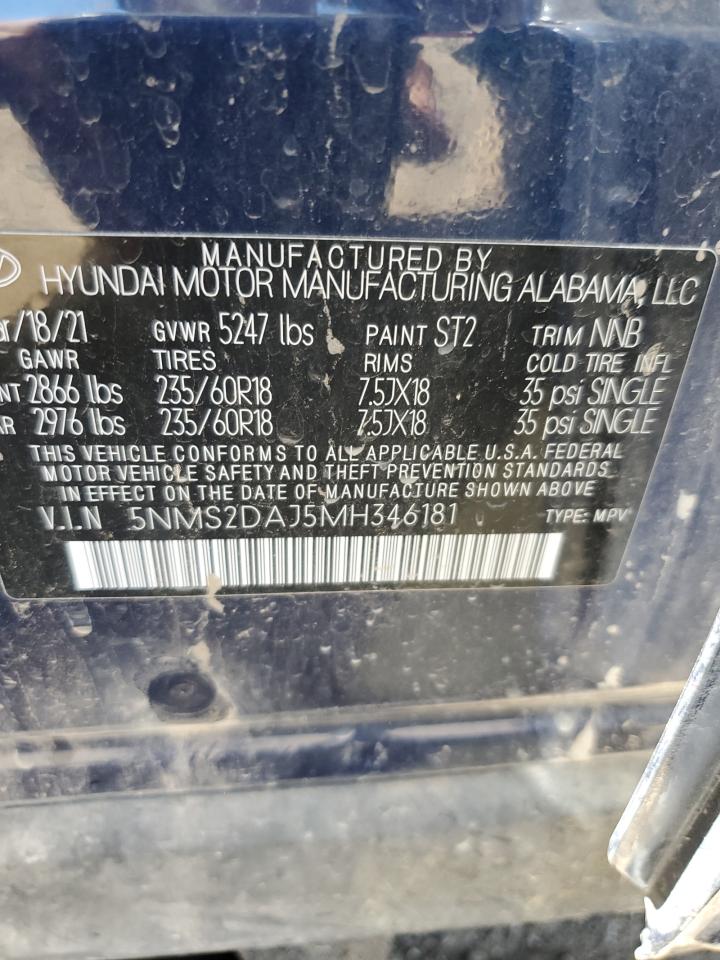 MANUFACTURED BY
HYUNDAI MOTOR MANUFACTURING ALABAMA, LLC
ar/18/21 GVWR 5247 lbs PAINT ST2 TRIM NNB
GAWR TIRES RIMS COLD TIRE INFL
NT 2866 lbs 235/60R18 7.5JX18 35 psi SINGLE
AR 2976 lbs 235/60R18 7.5JX18 35 psi SINGLE
THIS VEHICLE CONFORMS TO ALL APPLICABLE U.S.A. FEDERAL
MOTOR VEHICLE SAFETY AND THEFT PREVENTION STANDARDS
IN EFFECT ON THE DATE OF MANUFACTURE SHOWN ABOVE
V.I.N 5NMS2DAJ5MH346181 TYPE: MPV